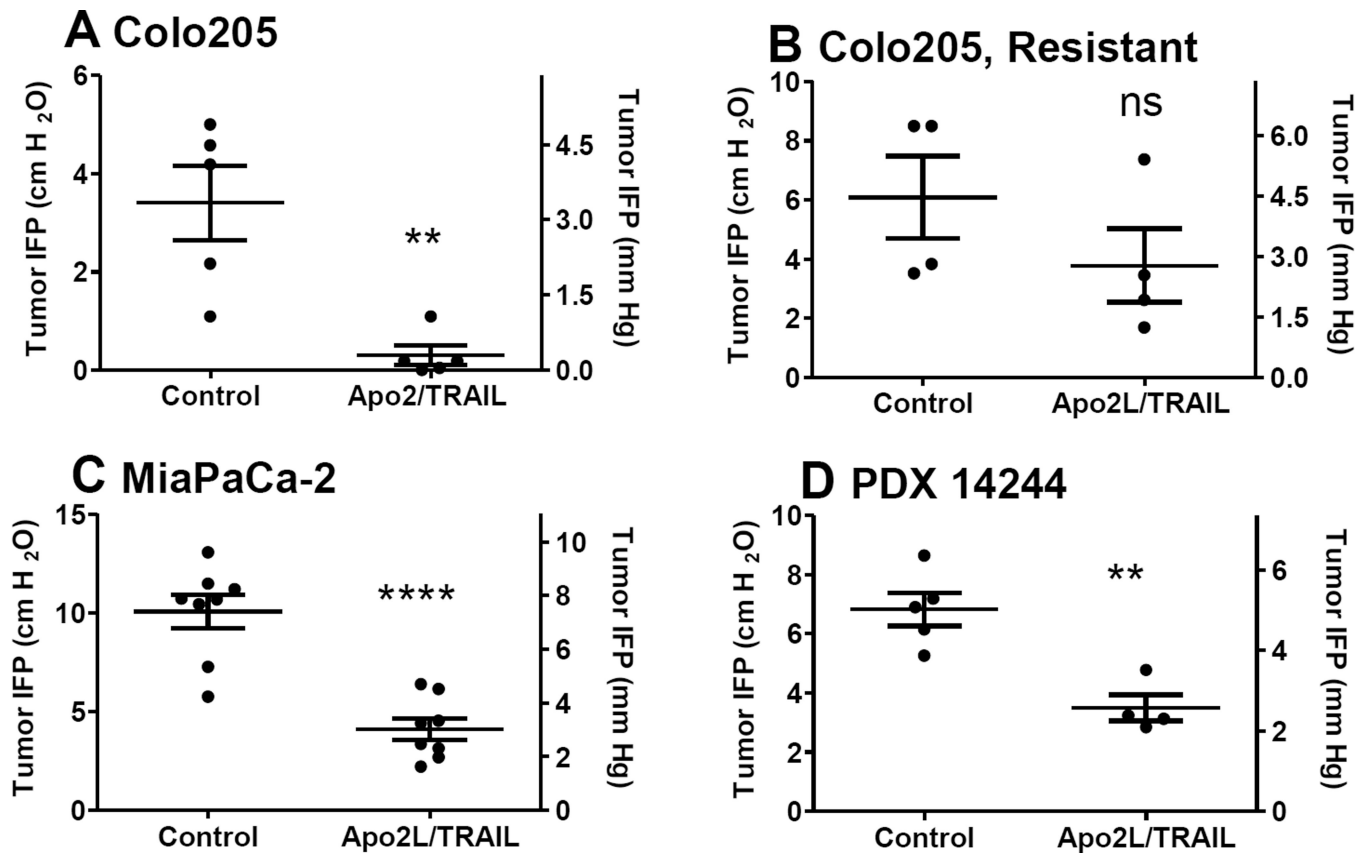 A Colo205
Tumor IFP (cm H2O)
6
4
2
0
Tumor IFP (mm Hg)
4.5
3.0
1.5
0.0
**
Control
Apo2/TRAIL
B Colo205, Resistant
Tumor IFP (cm H2O)
10
8
6
4
2
0
Tumor IFP (mm Hg)
6.0
4.5
3.0
1.5
0.0
ns
Control
Apo2L/TRAIL
C MiaPaCa-2
Tumor IFP (cm H2O)
15
10
5
0
Tumor IFP (mm Hg)
10
8
6
4
2
0
****
Control
Apo2L/TRAIL
D PDX 14244
Tumor IFP (cm H2O)
10
8
6
4
2
0
Tumor IFP (mm Hg)
6
4
2
0
**
Control
Apo2L/TRAIL